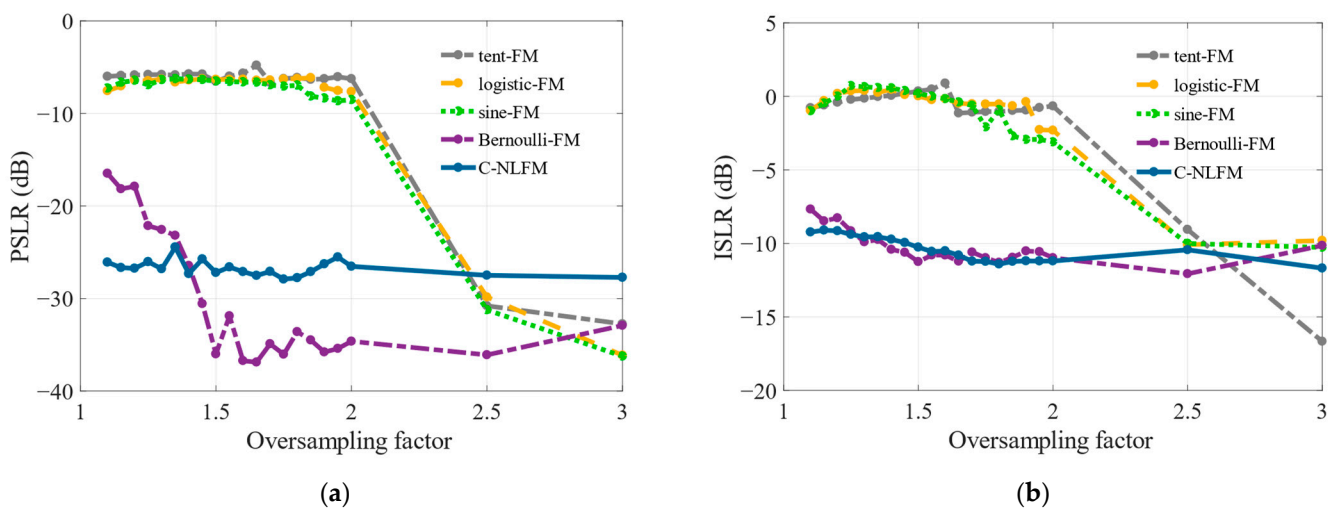 0
−10
−20
−30
−40
PSLR (dB)
1
1.5
2
2.5
3
Oversampling factor
tent-FM
logistic-FM
sine-FM
Bernoulli-FM
C-NLFM
(a)
5
0
−5
−10
−15
−20
ISLR (dB)
1
1.5
2
2.5
3
Oversampling factor
tent-FM
logistic-FM
sine-FM
Bernoulli-FM
C-NLFM
(b)